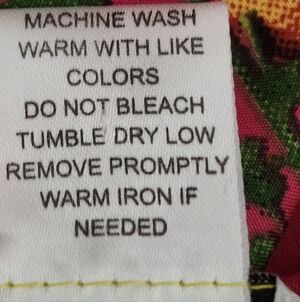 MACHINE WASH
WARM WITH LIKE
COLORS
DO NOT BLEACH
TUMBLE DRY LOW
REMOVE PROMPTLY
WARM IRON IF
NEEDED